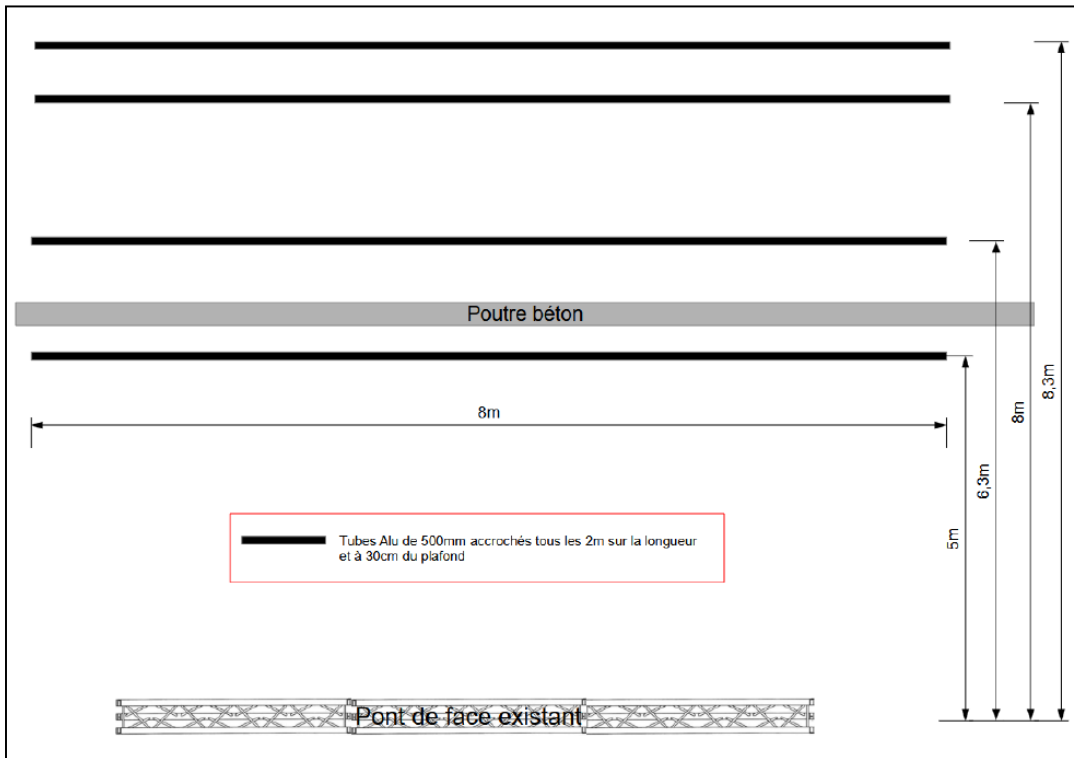 Poutre béton
8m
5m
6,3m
8m
8,3m
Tubes Alu de 500mm accrochés tous les 2m sur la longueur
et à 30cm du plafond
Pont de face existant